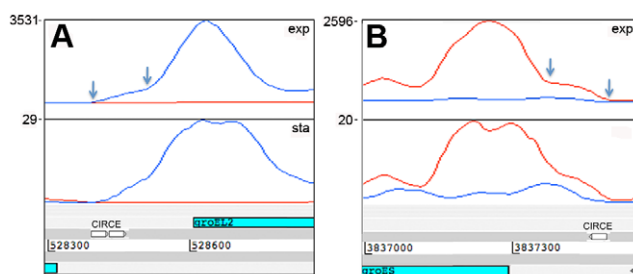 3531
A
exp
29
sta
CIRCE
groEL2
528300
528600
2596
B
exp
20
CIRCE
3837000
3837300
groES